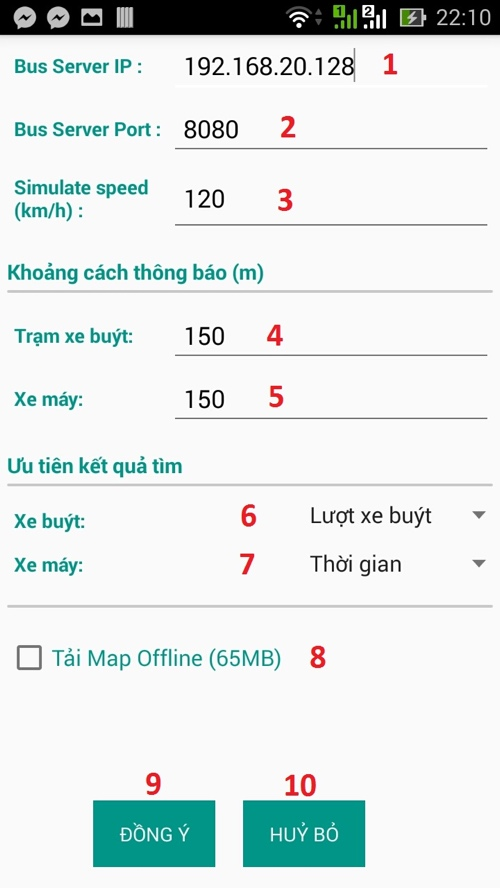 1 2 22:10
Bus Server IP : 192.168.20.128 1
Bus Server Port : 8080 2
Simulate speed
(km/h) : 120 3
Khoảng cách thông báo (m)
Trạm xe buýt: 150 4
Xe máy: 150 5
Ưu tiên kết quả tìm
Xe buýt: 6 Lượt xe buýt
Xe máy: 7 Thời gian
Tải Map Offline (65MB) 8
9 10
ĐỒNG Ý HUỶ BỎ